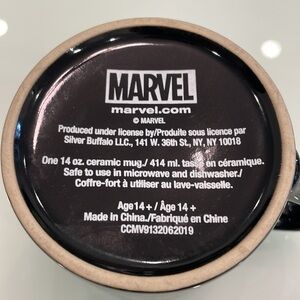 MARVEL
marvel.com
© MARVEL
Produced under license by/Produite sous licence par
Silver Buffalo LLC., 141 W. 36th St., NY, NY 10018
One 14 oz. ceramic mug./ 414 ml. tasse en céramique.
Safe to use in microwave and dishwasher./
Coffre-fort à utiliser au lave-vaisselle.
Age14+ / Âge 14+
Made in China./Fabriqué en Chine
CCMV9132062019